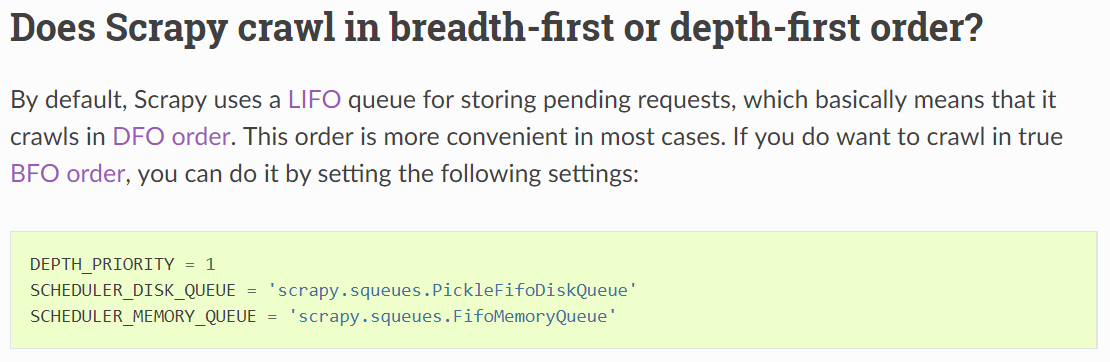 Does Scrapy crawl in breadth-first or depth-first order?
By default, Scrapy uses a LIFO queue for storing pending requests, which basically means that it
crawls in DFO order. This order is more convenient in most cases. If you do want to crawl in true
BFO order, you can do it by setting the following settings:
DEPTH_PRIORITY = 1
SCHEDULER_DISK_QUEUE = 'scrapy.squeues.PickleFifoDiskQueue'
SCHEDULER_MEMORY_QUEUE = 'scrapy.squeues.FifoMemoryQueue'